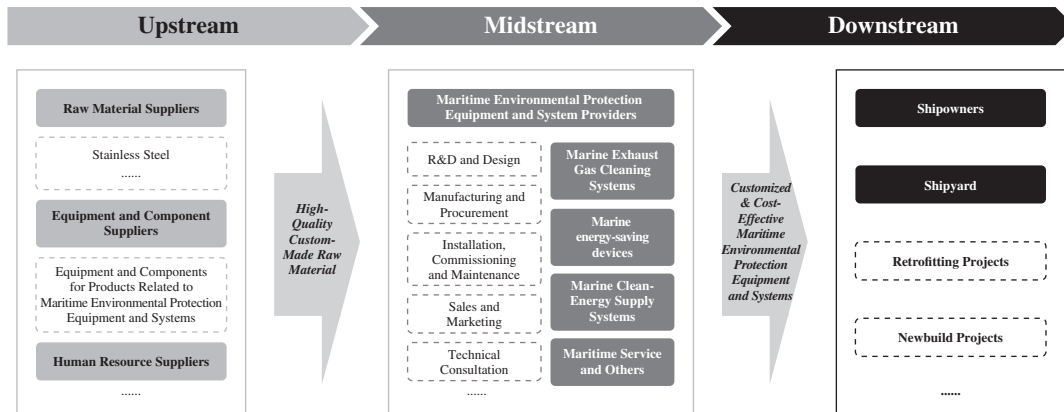 Upstream
Midstream
Downstream
Raw Material Suppliers
Stainless Steel
......
Equipment and Component
Suppliers
Equipment and Components
for Products Related to
Maritime Environmental Protection
Equipment and Systems
Human Resource Suppliers
......
High-
Quality
Custom-
Made Raw
Material
Maritime Environmental Protection
Equipment and System Providers
R&D and Design
Manufacturing and
Procurement
Installation,
Commissioning
and Maintenance
Sales and
Marketing
Technical
Consultation
......
Marine Exhaust
Gas Cleaning
Systems
Marine
energy-saving
devices
Marine Clean-
Energy Supply
Systems
Maritime Service
and Others
Customized
& Cost-
Effective
Maritime
Environmental
Protection
Equipment
and Systems
Shipowners
Shipyard
Retrofitting Projects
Newbuild Projects
......